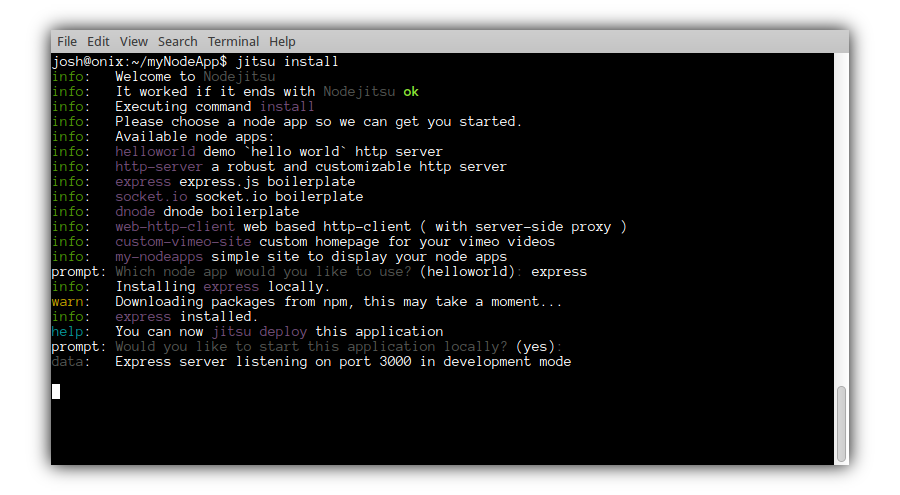 File Edit View Search Terminal Help
josh@onix:~/myNodeApp$ jitsu install
info:   Welcome to Nodejitsu
info:   It worked if it ends with Nodejitsu ok
info:   Executing command install
info:   Please choose a node app so we can get you started.
info:   Available node apps:
info:   helloworld demo `hello world` http server
info:   http-server a robust and customizable http server
info:   express express.js boilerplate
info:   socket.io socket.io boilerplate
info:   dnode dnode boilerplate
info:   web-http-client web based http-client ( with server-side proxy )
info:   custom-vimeo-site custom homepage for your vimeo videos
info:   my-nodeapps simple site to display your node apps
prompt: Which node app would you like to use? (helloworld): express
info:   Installing express locally.
warn:   Downloading packages from npm, this may take a moment...
info:   express installed.
help:   You can now jitsu deploy this application
prompt: Would you like to start this application locally? (yes):
data:   Express server listening on port 3000 in development mode